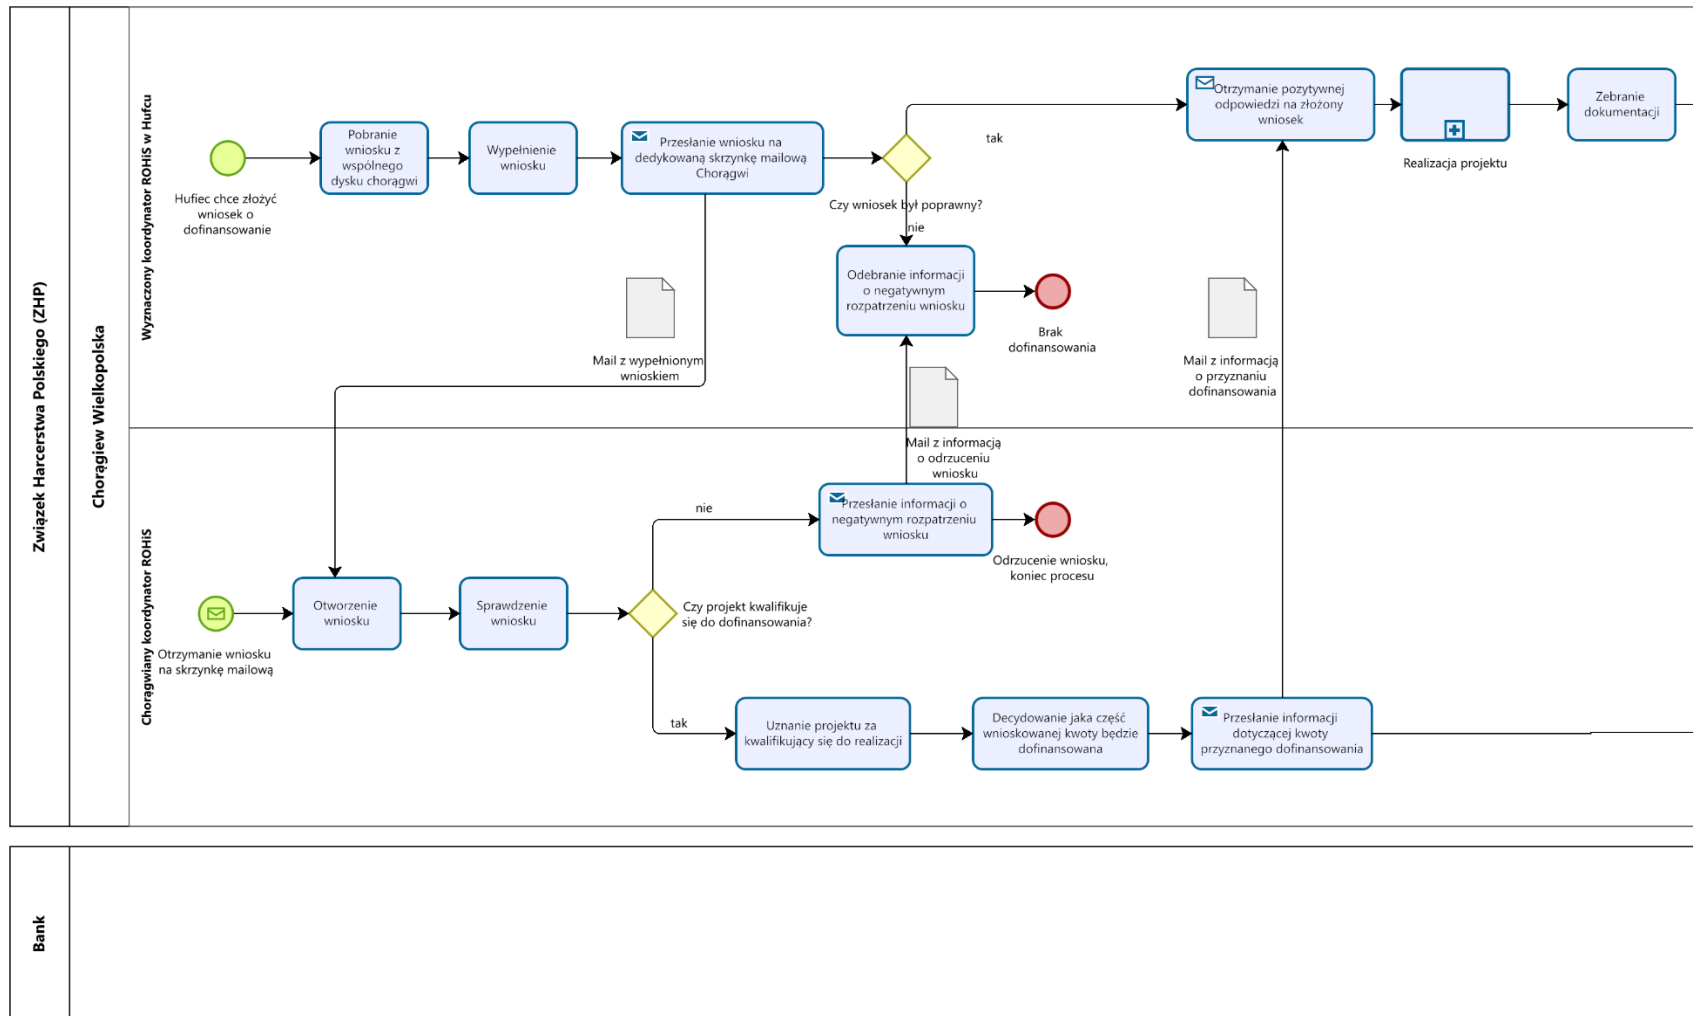 Związek Harcerstwa Polskiego (ZHP)
Chorągiew Wielkopolska
Wyznaczony koordynator ROHiS w Hufcu
Hufiec chce złożyć
wniosek o
dofinansowanie
Pobranie
wniosku z
wspólnego
dysku chorągwi
Wypełnienie
wniosku
Przesłanie wniosku na
dedykowaną skrzynkę mailową
Chorągwi
Czy wniosek był poprawny?
tak
nie
Otrzymanie pozytywnej
odpowiedzi na złożony
wniosek
Realizacja projektu
Zebranie
dokumentacji
Odebranie informacji
o negatywnym
rozpatrzeniu wniosku
Brak
dofinansowania
Mail z wypełnionym
wnioskiem
Mail z informacją
o przyznaniu
dofinansowania
Mail z informacją
o odrzuceniu
wniosku
Chorągwiany koordynator ROHiS
Otrzymanie wniosku
na skrzynkę mailową
Otworzenie
wniosku
Sprawdzenie
wniosku
Czy projekt kwalifikuje
się do dofinansowania?
nie
Przesłanie informacji o
negatywnym rozpatrzeniu
wniosku
Odrzucenie wniosku,
koniec procesu
tak
Uznanie projektu za
kwalifikujący się do realizacji
Decydowanie jaka część
wnioskowanej kwoty będzie
dofinansowana
Przesłanie informacji
dotyczącej kwoty
przyznanego dofinansowania
Bank